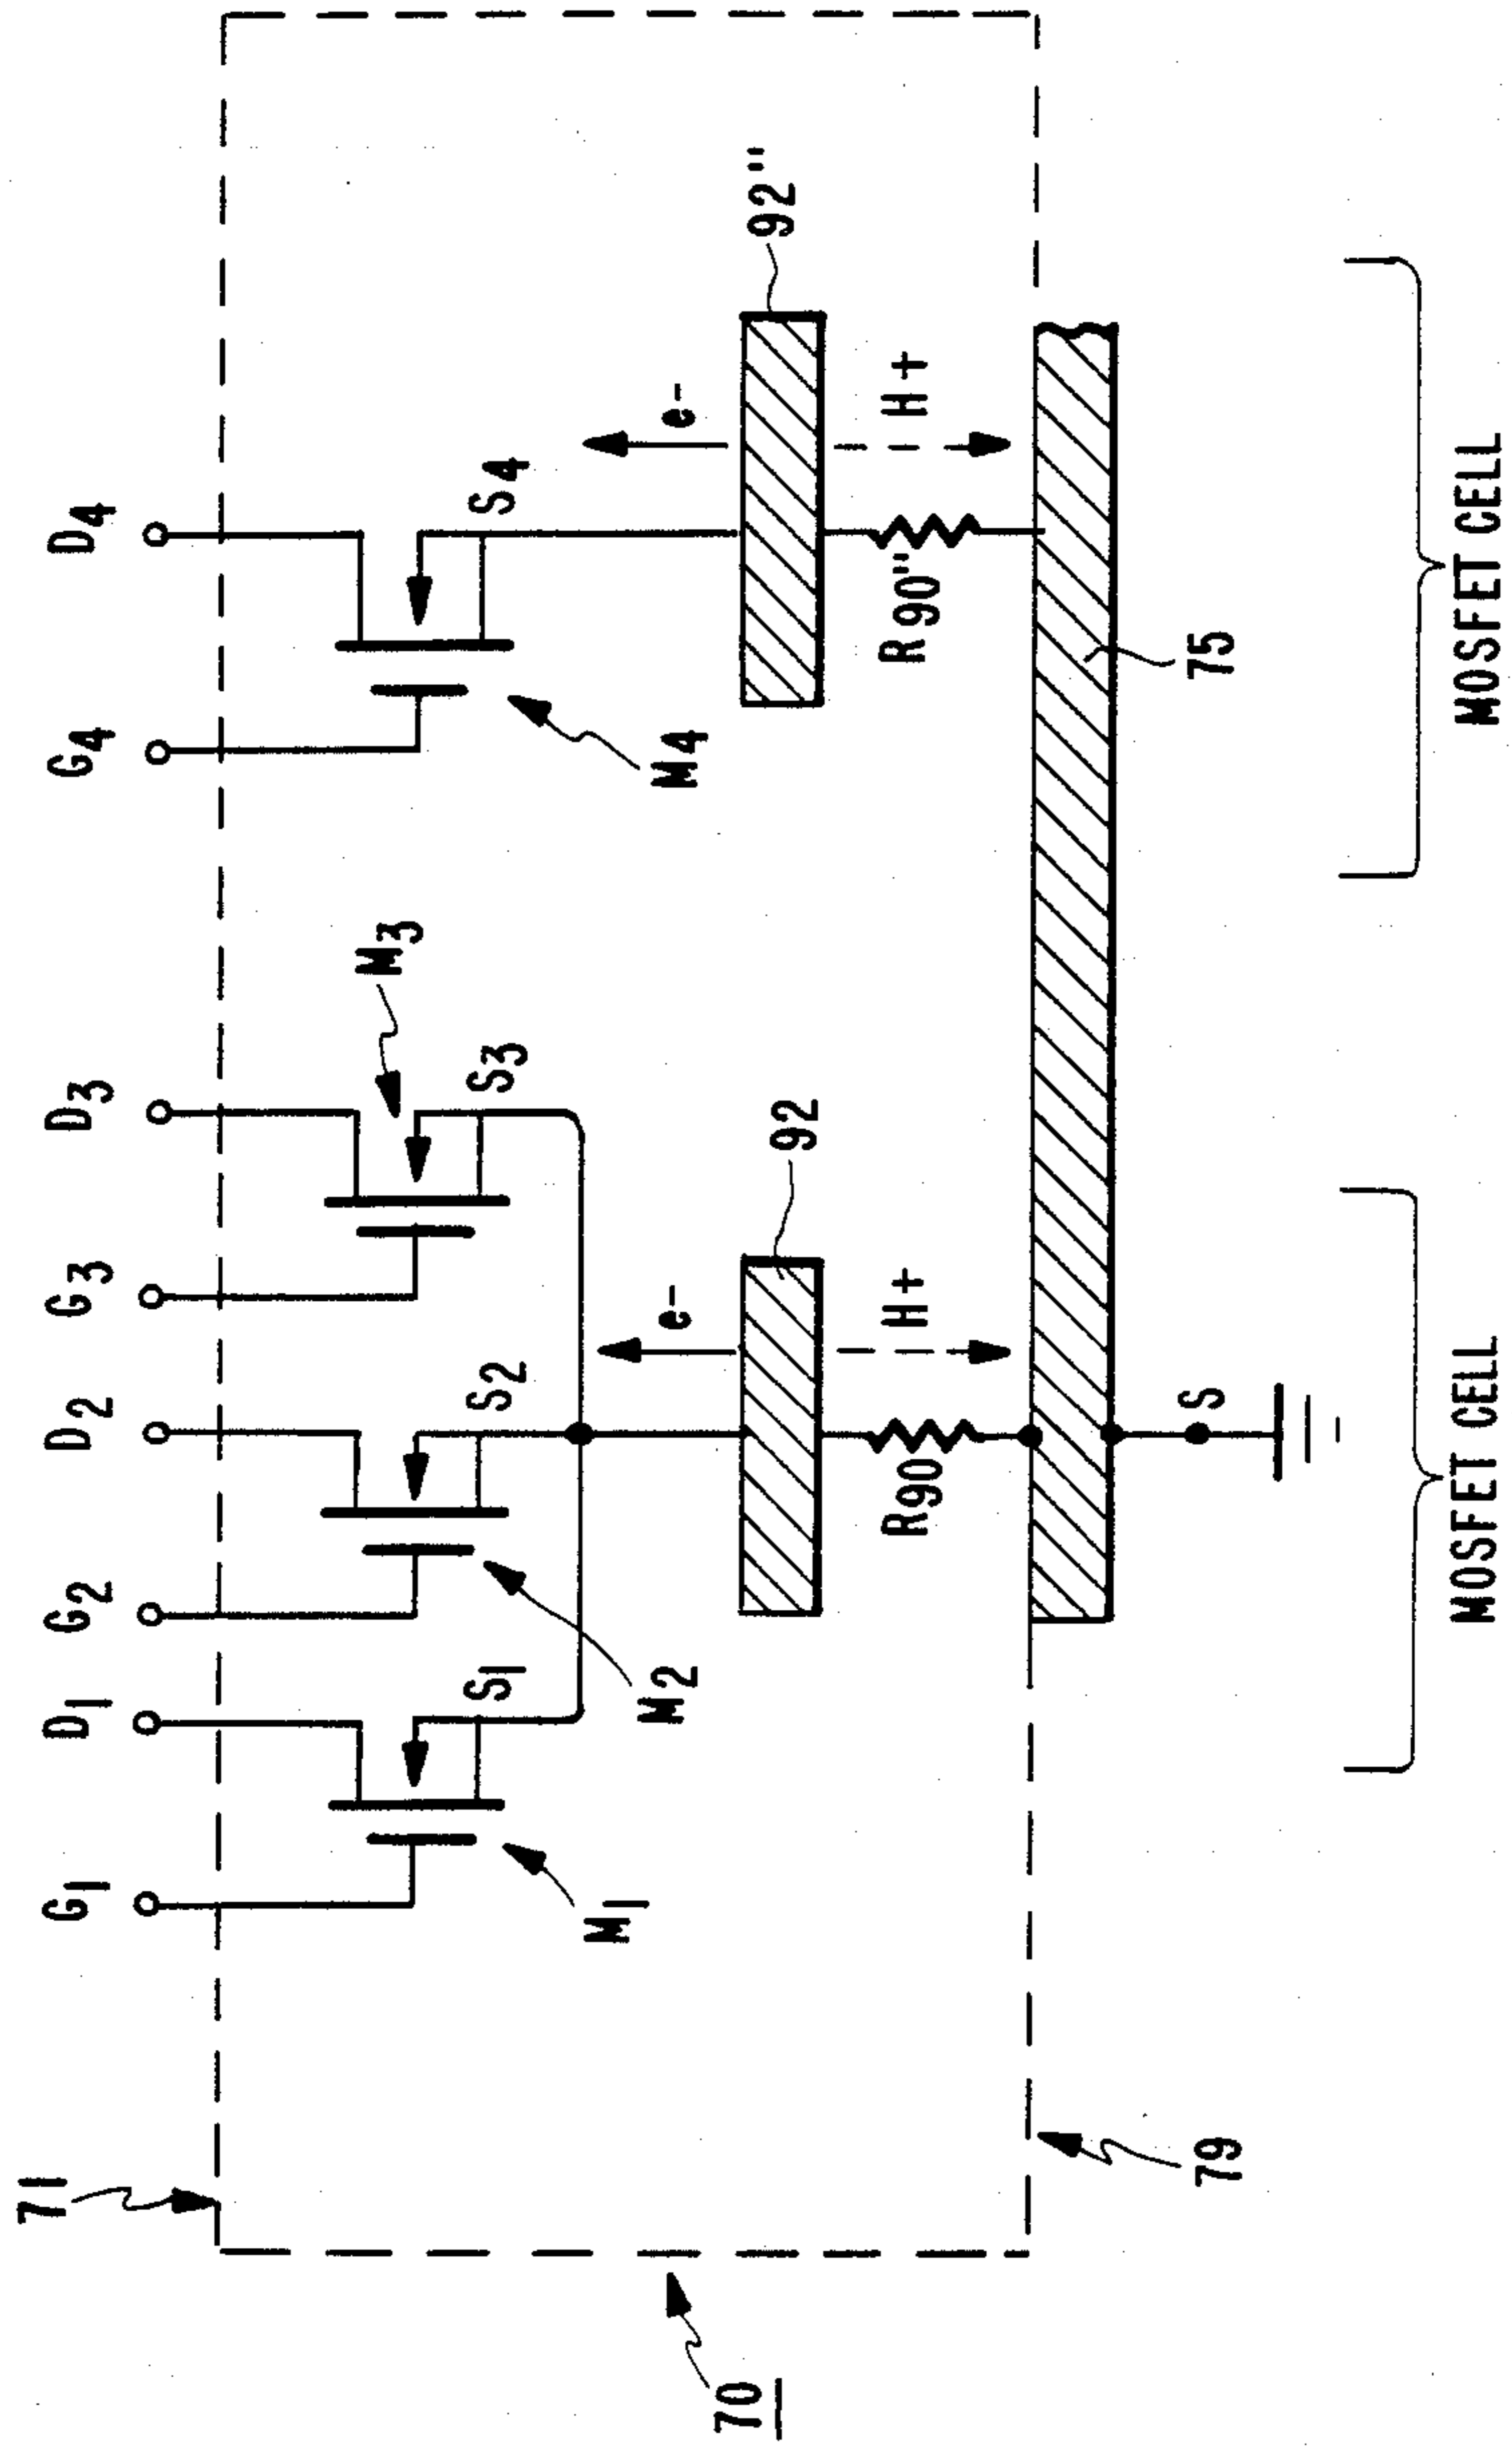 G1 D1 G2 D2 G3 D3 G4 D4
71
M3
S1 S2 S3 S4
M1 M2 M4
e- e-
70
92 92"
H+ H+
R90 R90"
79 S 75
MOSFET CELL MOSFET CELL